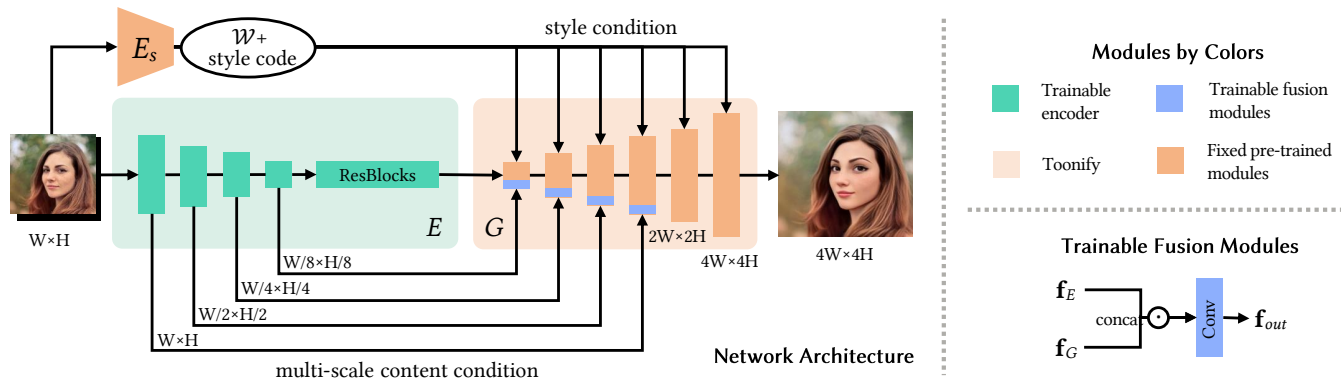 style condition
E_s
𝒲+
style code
W×H
ResBlocks
E
G
2W×2H
4W×4H
4W×4H
W/8×H/8
W/4×H/4
W/2×H/2
W×H
multi-scale content condition
Network Architecture
Modules by Colors
Trainable
encoder
Trainable fusion
modules
Toonify
Fixed pre-trained
modules
Trainable Fusion Modules
f_E
concat
f_G
Conv
f_out